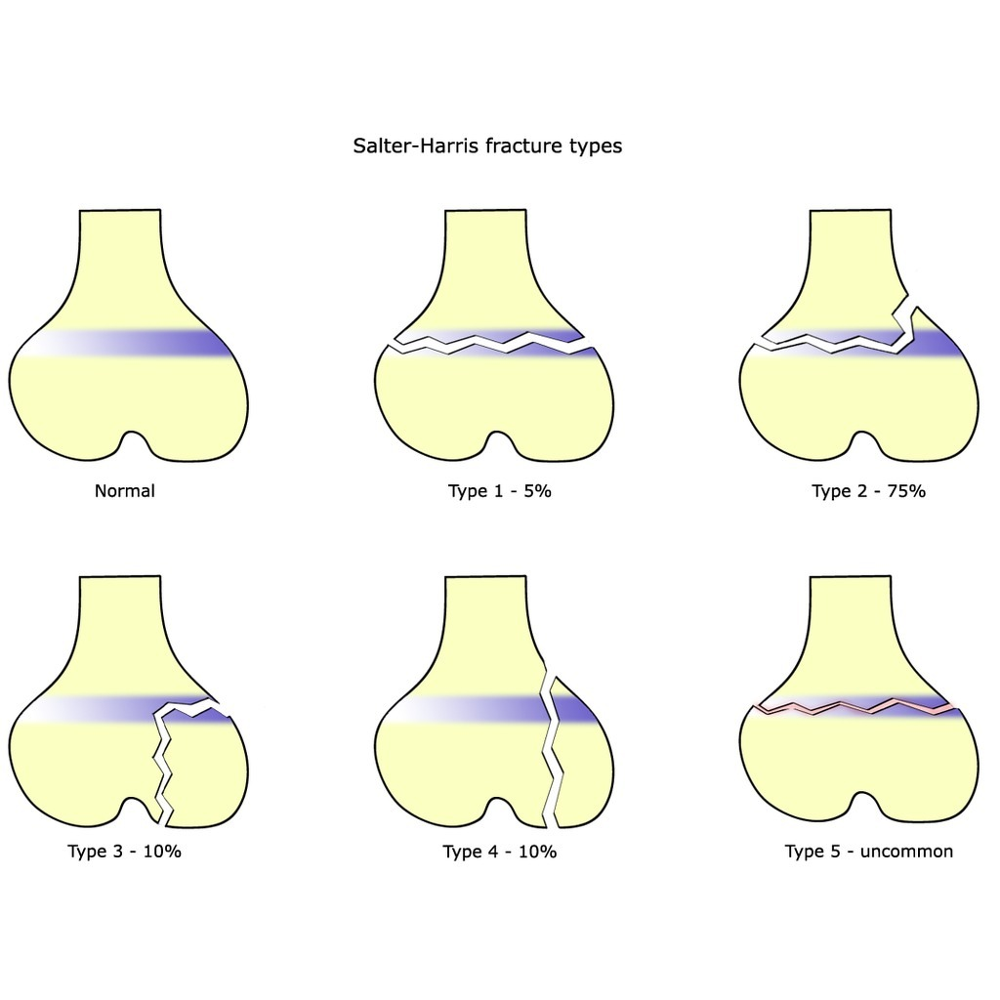 Salter-Harris fracture types
Normal
Type 1 - 5%
Type 2 - 75%
Type 3 - 10%
Type 4 - 10%
Type 5 - uncommon